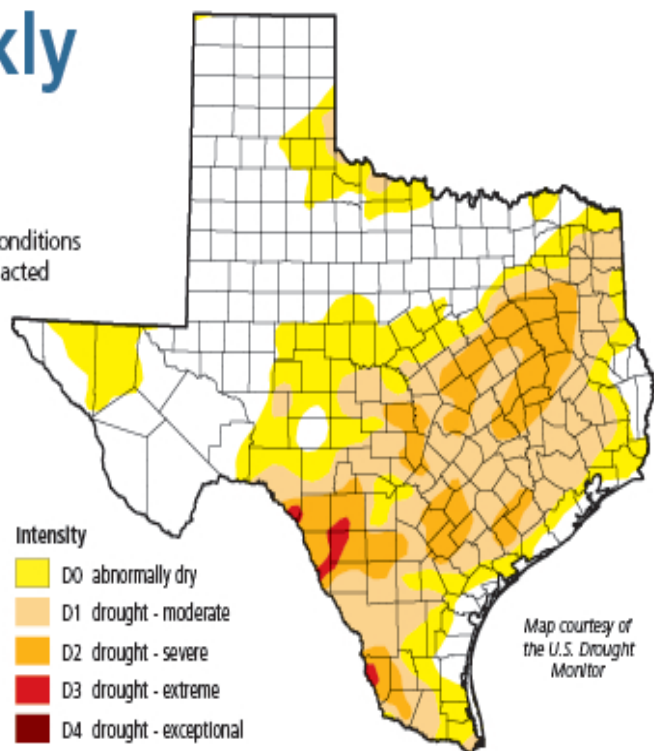 kly
onditions
acted
Intensity
D0 abnormally dry
D1 drought - moderate
D2 drought - severe
D3 drought - extreme
D4 drought - exceptional
Map courtesy of
the U.S. Drought
Monitor